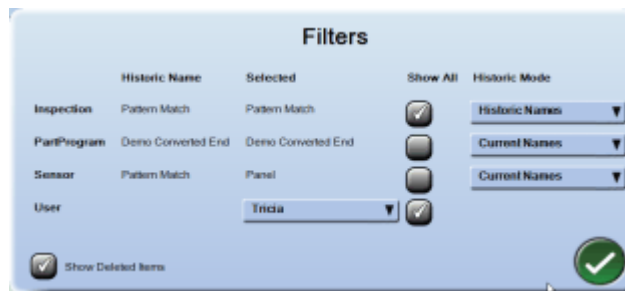 Filters
Historic Name Selected Show All Historic Mode
Inspection Pattern Match Pattern Match Historic Names
PartProgram Demo Converted End Demo Converted End Current Names
Sensor Pattern Match Panel Current Names
User Tricia
Show Deleted Items